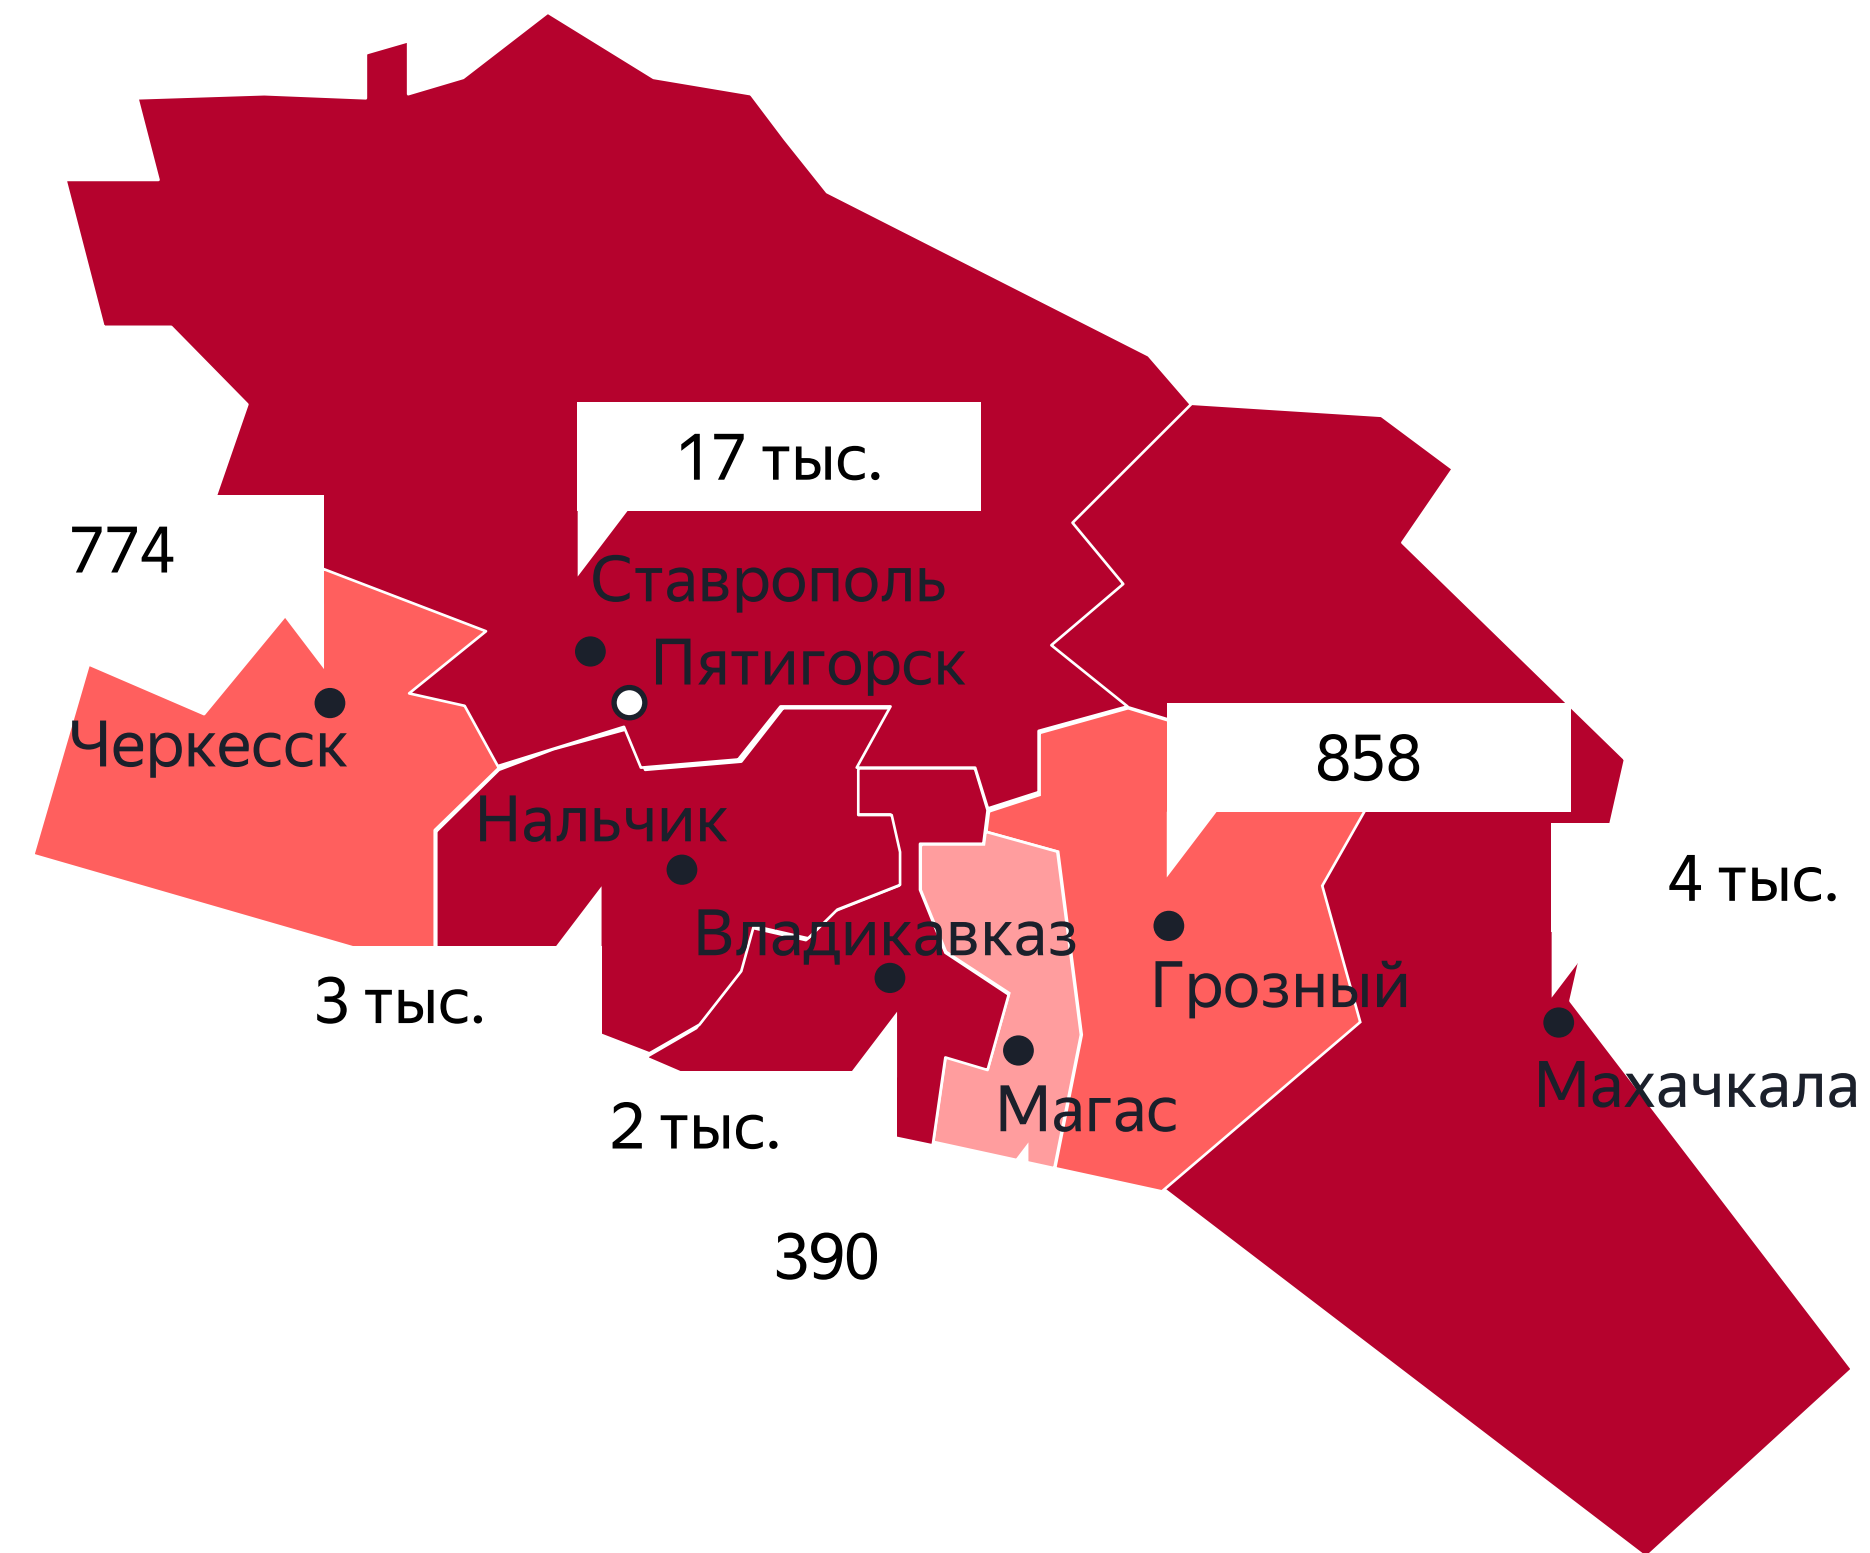 17 тыс.
774
Ставрополь
Пятигорск
Черкесск
858
Нальчик
4 тыс.
Владикавказ
Грозный
3 тыс.
Махачкала
Магас
2 тыс.
390